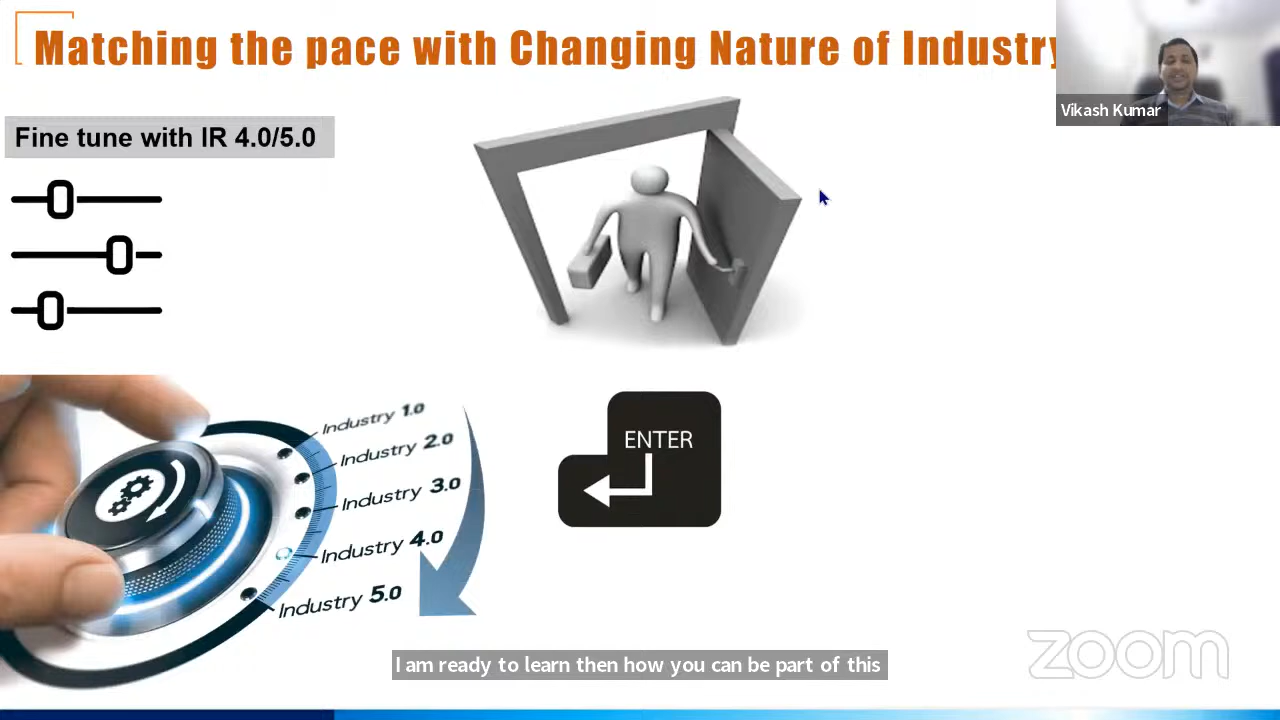 Matching the pace with Changing Nature of Industry
Vikash Kumar
Fine tune with IR 4.0/5.0
Industry 1.0
Industry 2.0
Industry 3.0
Industry 4.0
Industry 5.0
ENTER
I am ready to learn then how you can be part of this
zoom